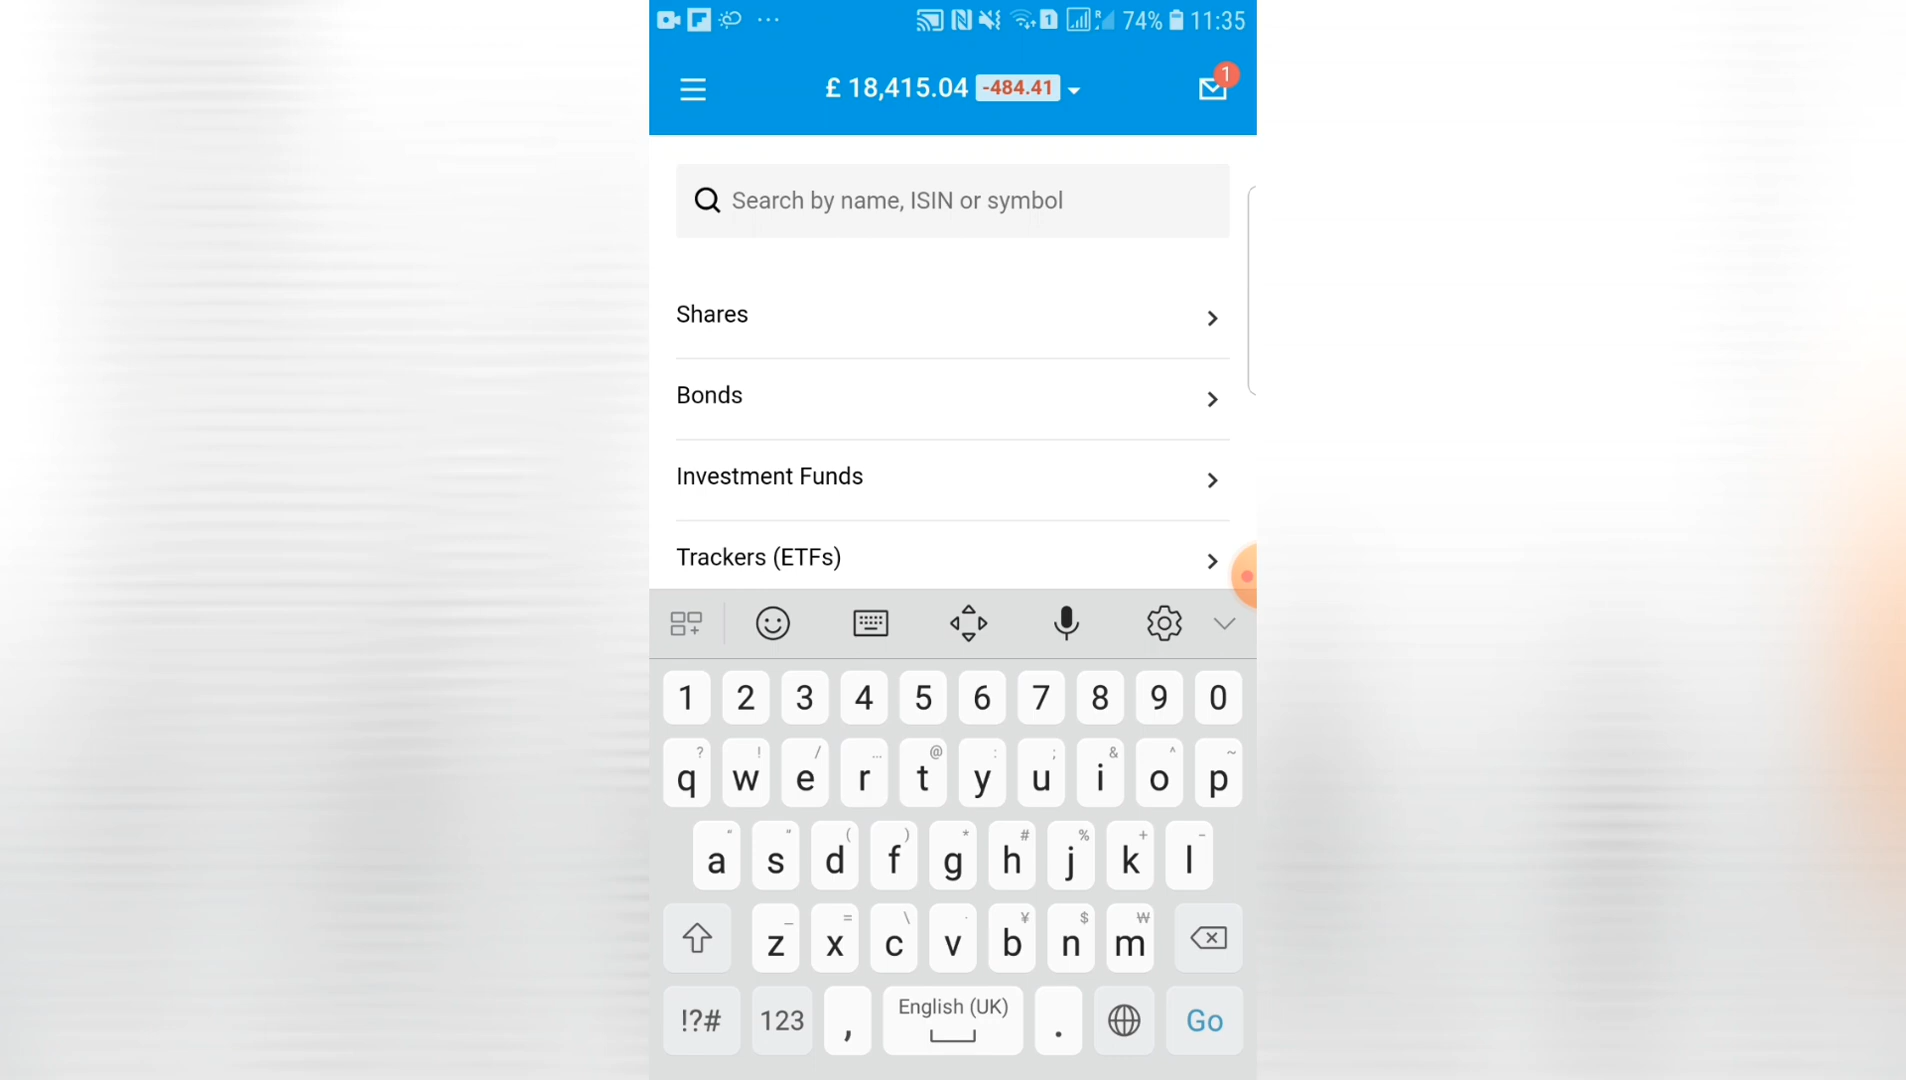 74% 11:35
£ 18,415.04 -484.41
1
Search by name, ISIN or symbol
Shares
Bonds
Investment Funds
Trackers (ETFs)
1 2 3 4 5 6 7 8 9 0
? ! / ... @ : ; & ^ ~
q w e r t y u i o p
" " ( ) * # % + -
a s d f g h j k l
_ = \ · ¥ $ ₩
z x c v b n m
!?# 123 , English (UK) . Go